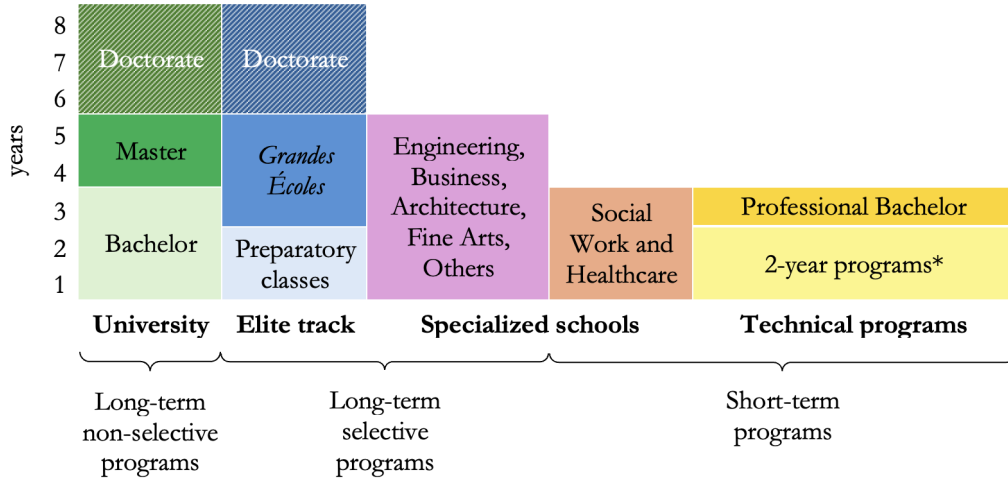 8
7
6
5
4
3
2
1
years
Doctorate
Master
Bachelor
Doctorate
Grandes
Écoles
Preparatory
classes
Engineering,
Business,
Architecture,
Fine Arts,
Others
Social
Work and
Healthcare
Professional Bachelor
2-year programs*
University
Elite track
Specialized schools
Technical programs
Long-term
non-selective
programs
Long-term
selective
programs
Short-term
programs